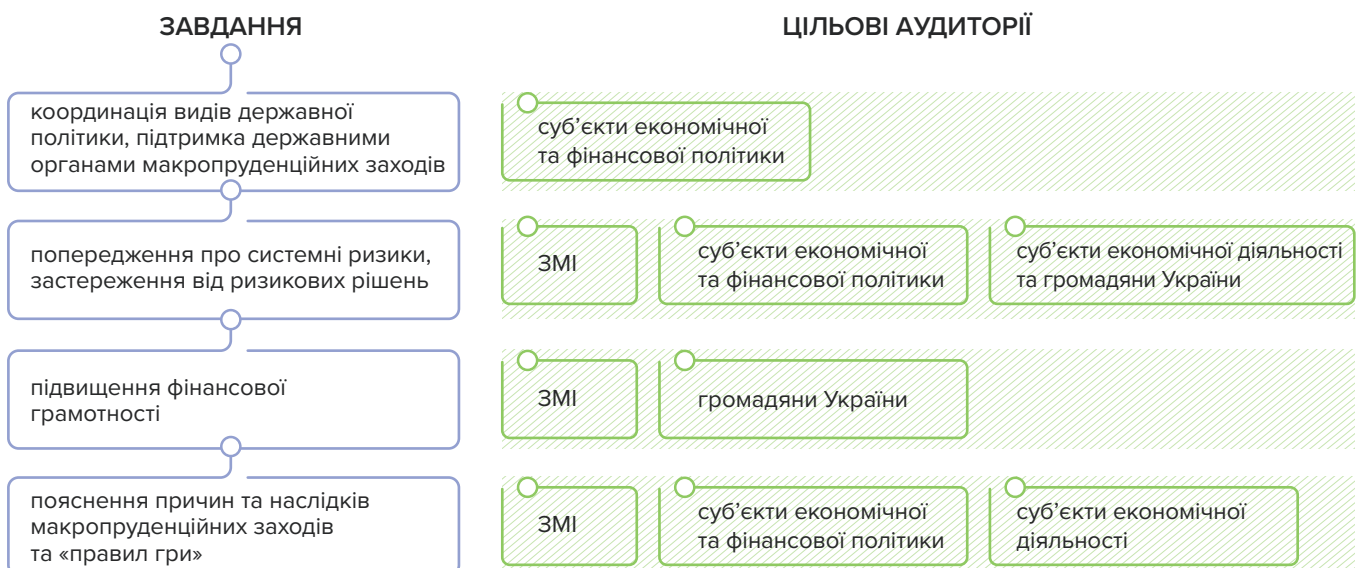 ЗАВДАННЯ
ЦІЛЬОВІ АУДИТОРІЇ
координація видів державної
політики, підтримка державними
органами макропруденційних заходів
суб’єкти економічної
та фінансової політики
попередження про системні ризики,
застереження від ризикових рішень
ЗМІ
суб’єкти економічної
та фінансової політики
суб’єкти економічної діяльності
та громадяни України
підвищення фінансової
грамотності
ЗМІ
громадяни України
пояснення причин та наслідків
макропруденційних заходів
та «правил гри»
ЗМІ
суб’єкти економічної
та фінансової політики
суб’єкти економічної
діяльності